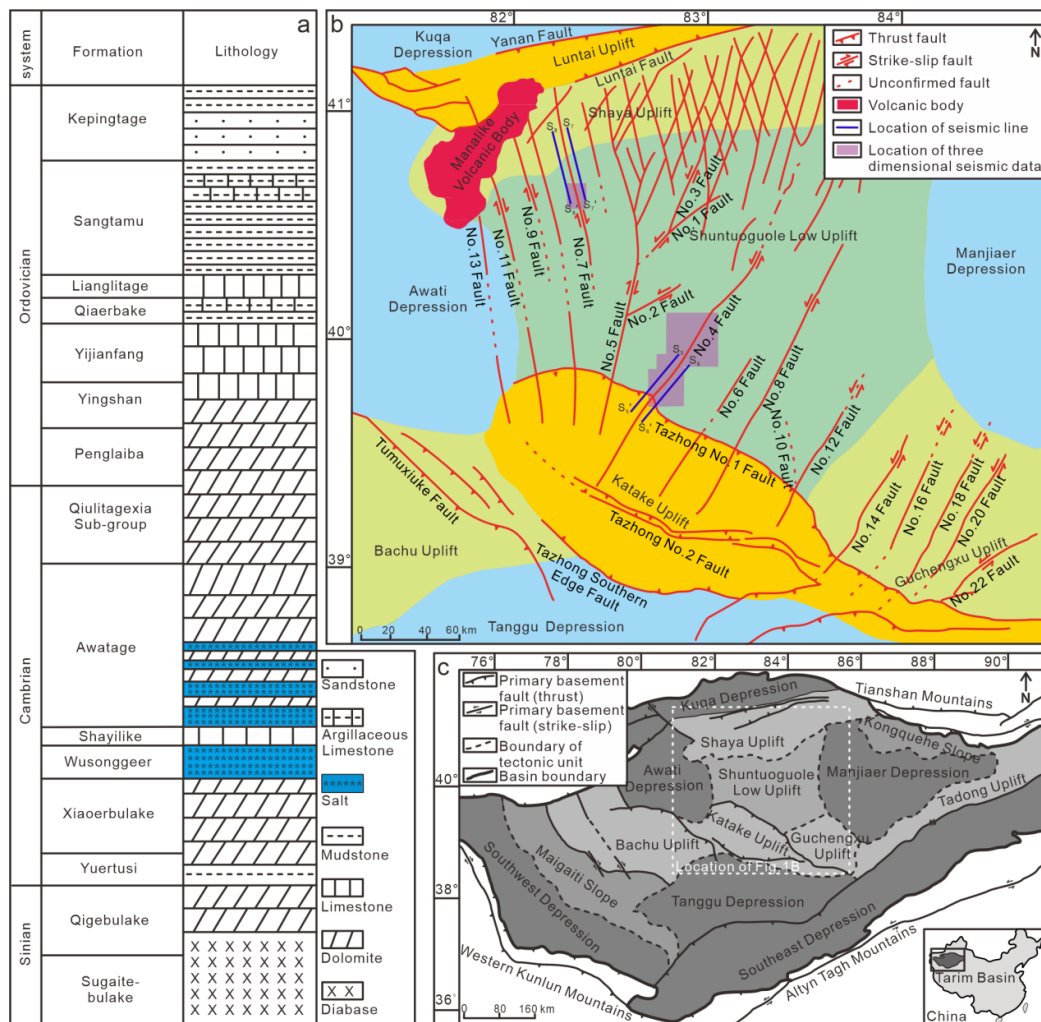 a
system
Formation
Lithology
Ordovician
Kepingtage
Sangtamu
Lianglitage
Qiaerbake
Yijianfang
Yingshan
Penglaiba
Cambrian
Qiulitagexia
Sub-group
Awatage
Shayilike
Wusonggeer
Xiaoerbulake
Yuertusi
Sinian
Qigebulake
Sugaite-
bulake
Sandstone
Argillaceous
Limestone
Salt
Mudstone
Limestone
Dolomite
Diabase
b
82°
83°
84°
41°
40°
39°
Kuqa
Depression
Yanan Fault
Luntai Uplift
Luntai Fault
Shaya Uplift
Manalike
Volcanic Body
Thrust fault
Strike-slip fault
Unconfirmed fault
Volcanic body
Location of seismic line
Location of three
dimensional seismic data
N
No.13 Fault
No.11 Fault
No.9 Fault
No.7 Fault
No.5 Fault
No.3 Fault
No.1 Fault
No.2 Fault
No.4 Fault
No.6 Fault
No.8 Fault
No.10 Fault
No.12 Fault
No.14 Fault
No.16 Fault
No.18 Fault
No.20 Fault
No.22 Fault
Shuntuoguole Low Uplift
Manjiaer
Depression
Awati
Depression
Tazhong No.1 Fault
Katake Uplift
Tazhong No.2 Fault
Tumuxiuke Fault
Bachu Uplift
Tazhong Southern
Edge Fault
Guchengxu Uplift
Tanggu Depression
0 20 40 60 km
c
76°
78°
80°
82°
84°
86°
90°
40°
38°
36°
Primary basement
fault (thrust)
Primary basement
fault (strike-slip)
Boundary of
tectonic unit
Basin boundary
N
Kuqa Depression
Tianshan Mountains
Shaya Uplift
Kongquehe Slope
Awati
Depression
Shuntuoguole
Low Uplift
Manjiaer Depression
Tadong Uplift
Katake Uplift
Guchengxu
Uplift
Bachu Uplift
Location of Fig. 1B
Maigaiti Slope
Southwest Depression
Tanggu Depression
Southeast Depression
Altyn Tagh Mountains
Western Kunlun Mountains
0 80 160 km
Tarim Basin
China